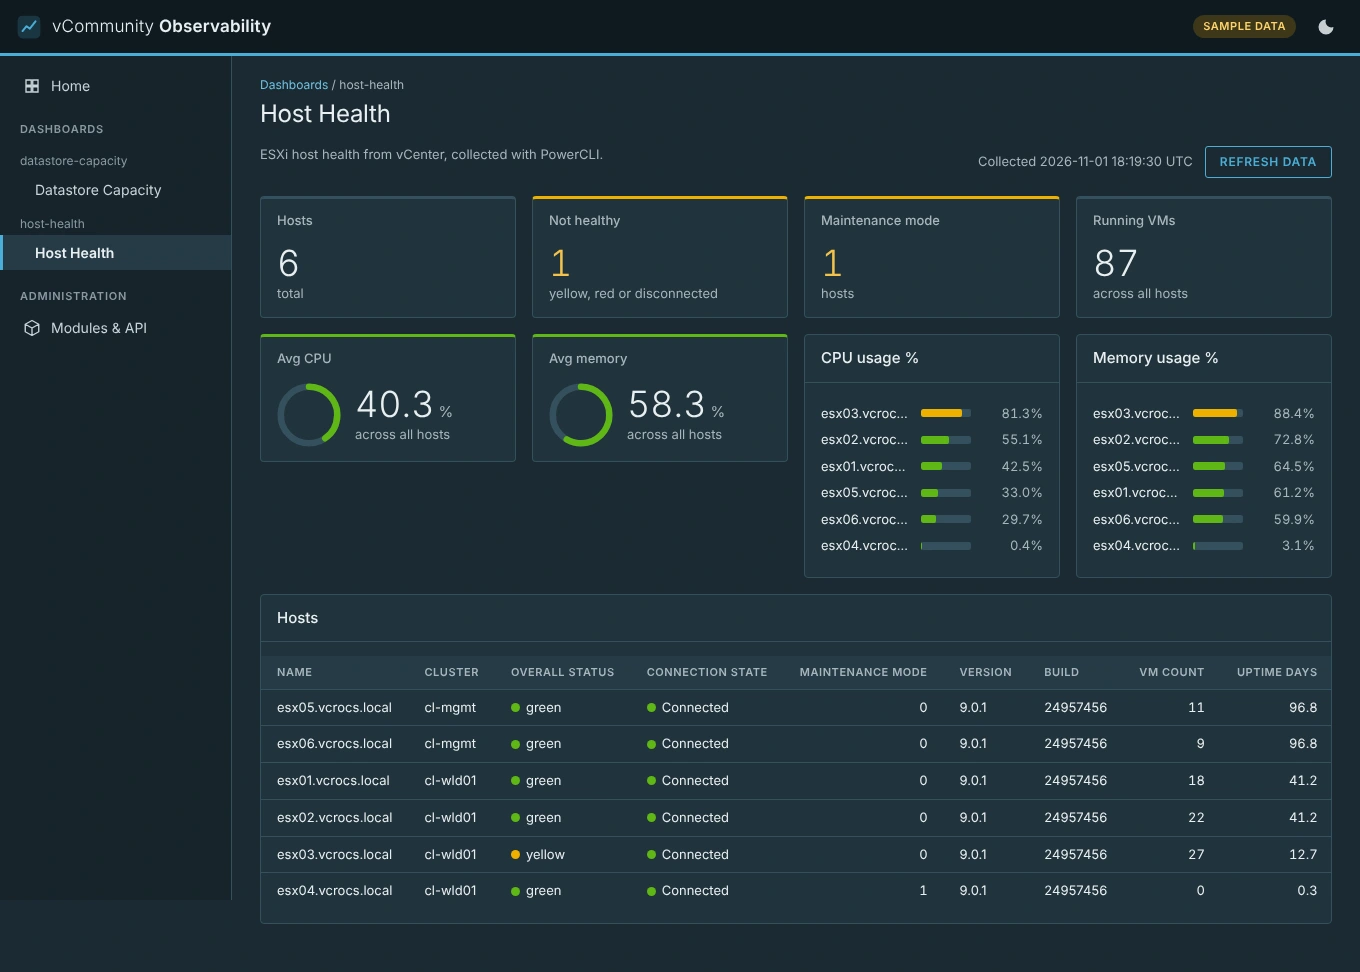 vCommunity Observability
SAMPLE DATA
Home
DASHBOARDS
datastore-capacity
Datastore Capacity
host-health
Host Health
ADMINISTRATION
Modules & API
Dashboards / host-health
Host Health
ESXi host health from vCenter, collected with PowerCLI.
Collected 2026-11-01 18:19:30 UTC
REFRESH DATA
Hosts
6
total
Not healthy
1
yellow, red or disconnected
Maintenance mode
1
hosts
Running VMs
87
across all hosts
Avg CPU
40.3 %
across all hosts
Avg memory
58.3 %
across all hosts
CPU usage %
esx03.vcroc... 81.3%
esx02.vcroc... 55.1%
esx01.vcroc... 42.5%
esx05.vcroc... 33.0%
esx06.vcroc... 29.7%
esx04.vcroc... 0.4%
Memory usage %
esx03.vcroc... 88.4%
esx02.vcroc... 72.8%
esx05.vcroc... 64.5%
esx01.vcroc... 61.2%
esx06.vcroc... 59.9%
esx04.vcroc... 3.1%
Hosts
NAME CLUSTER OVERALL STATUS CONNECTION STATE MAINTENANCE MODE VERSION BUILD VM COUNT UPTIME DAYS
esx05.vcrocs.local cl-mgmt green Connected 0 9.0.1 24957456 11 96.8
esx06.vcrocs.local cl-mgmt green Connected 0 9.0.1 24957456 9 96.8
esx01.vcrocs.local cl-wld01 green Connected 0 9.0.1 24957456 18 41.2
esx02.vcrocs.local cl-wld01 green Connected 0 9.0.1 24957456 22 41.2
esx03.vcrocs.local cl-wld01 yellow Connected 0 9.0.1 24957456 27 12.7
esx04.vcrocs.local cl-wld01 green Connected 1 9.0.1 24957456 0 0.3